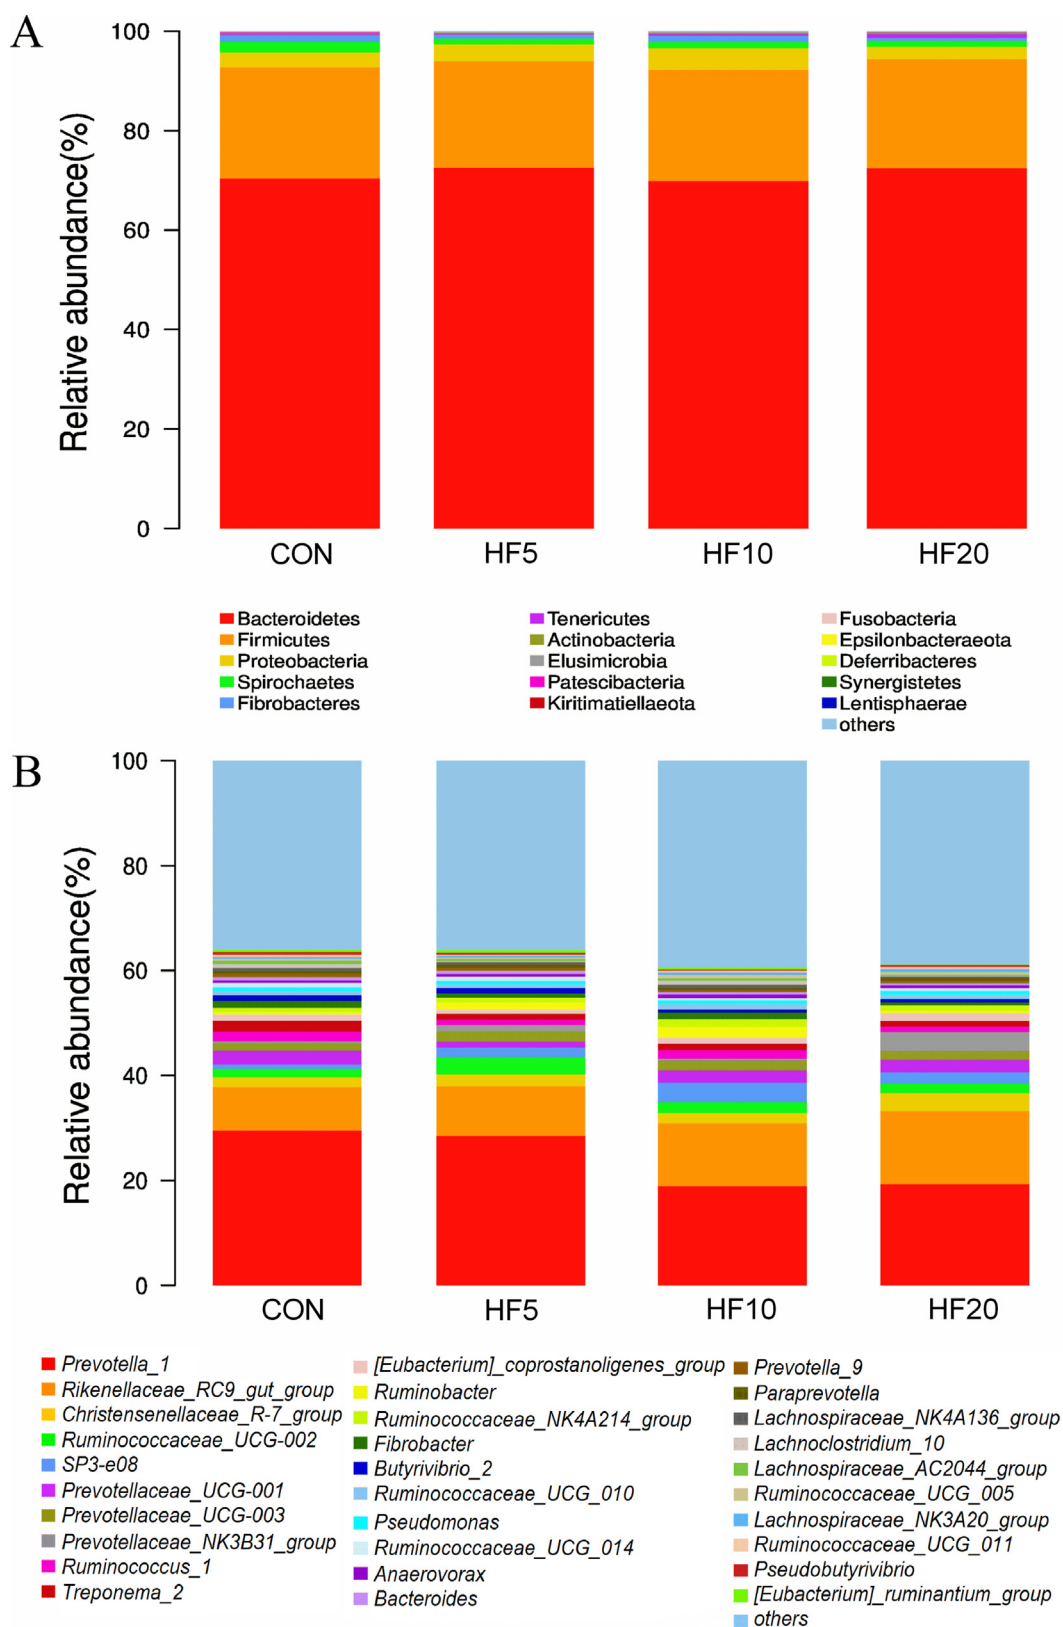 A
100
80
60
40
20
0
Relative abundance(%)
CON HF5 HF10 HF20
Bacteroidetes Tenericutes Fusobacteria
Firmicutes Actinobacteria Epsilonbacteraeota
Proteobacteria Elusimicrobia Deferribacteres
Spirochaetes Patescibacteria Synergistetes
Fibrobacteres Kiritimatiellaeota Lentisphaerae
others
B
100
80
60
40
20
0
Relative abundance(%)
CON HF5 HF10 HF20
Prevotella_1
Rikenellaceae_RC9_gut_group
Christensenellaceae_R-7_group
Ruminococcaceae_UCG-002
SP3-e08
Prevotellaceae_UCG-001
Prevotellaceae_UCG-003
Prevotellaceae_NK3B31_group
Ruminococcus_1
Treponema_2
[Eubacterium]_coprostanoligenes_group
Ruminobacter
Ruminococcaceae_NK4A214_group
Fibrobacter
Butyrivibrio_2
Ruminococcaceae_UCG_010
Pseudomonas
Ruminococcaceae_UCG_014
Anaerovorax
Bacteroides
Prevotella_9
Paraprevotella
Lachnospiraceae_NK4A136_group
Lachnoclostridium_10
Lachnospiraceae_AC2044_group
Ruminococcaceae_UCG_005
Lachnospiraceae_NK3A20_group
Ruminococcaceae_UCG_011
Pseudobutyrivibrio
[Eubacterium]_ruminantium_group
others